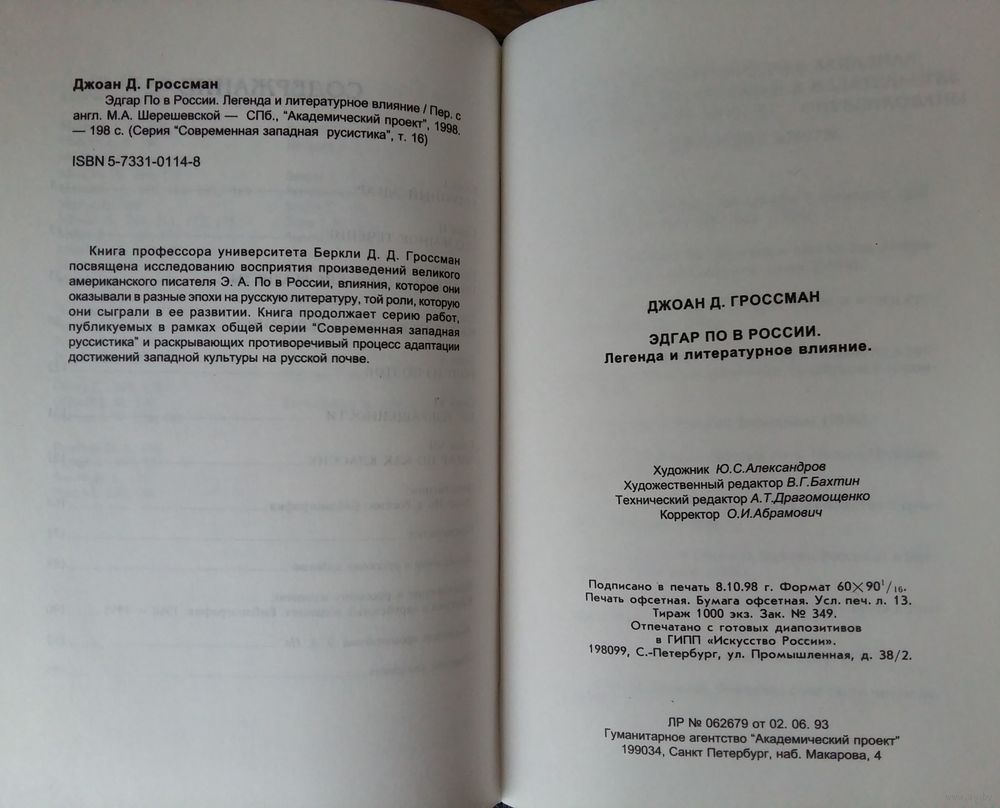 Джоан Д. Гроссман
Эдгар По в России. Легенда и литературное влияние / Пер. с
англ. М.А. Шерешевской — СПб., "Академический проект", 1998.
— 198 с. (Серия "Современная западная русистика", т. 16)
ISBN 5-7331-0114-8
Книга профессора университета Беркли Д. Д. Гроссман
посвящена исследованию восприятия произведений великого
американского писателя Э. А. По в России, влияния, которое они
оказывали в разные эпохи на русскую литературу, той роли, которую
они сыграли в ее развитии. Книга продолжает серию работ,
публикуемых в рамках общей серии "Современная западная
руссистика" и раскрывающих противоречивый процесс адаптации
достижений западной культуры на русской почве.
ДЖОАН Д. ГРОССМАН
ЭДГАР ПО В РОССИИ.
Легенда и литературное влияние.
Художник Ю.С.Александров
Художественный редактор В.Г.Бахтин
Технический редактор А.Т.Драгомощенко
Корректор О.И.Абрамович
Подписано в печать 8.10.98 г. Формат 60×90¹/₁₆.
Печать офсетная. Бумага офсетная. Усл. печ. л. 13.
Тираж 1000 экз. Зак. № 349.
Отпечатано с готовых диапозитивов
в ГИПП «Искусство России».
198099, С.-Петербург, ул. Промышленная, д. 38/2.
ЛР № 062679 от 02. 06. 93
Гуманитарное агентство "Академический проект"
199034, Санкт Петербург, наб. Макарова, 4